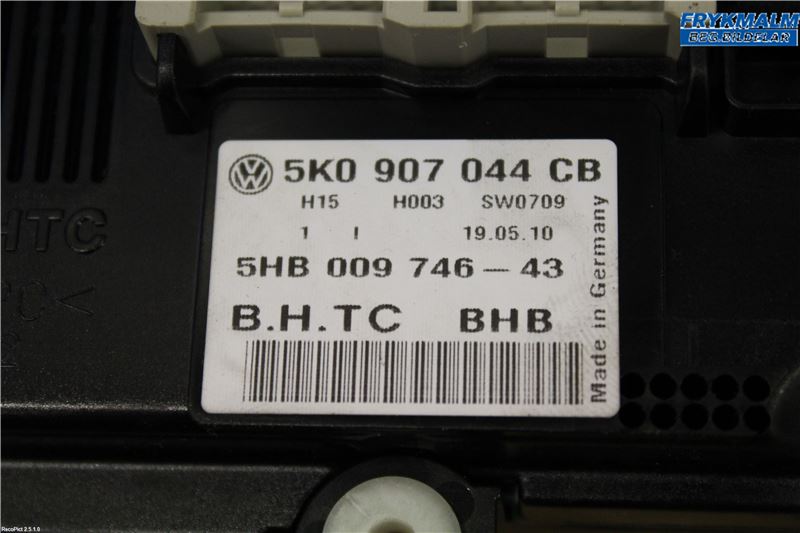 FRYKMALM
BEG.BILDELAR
5K0 907 044 CB
H15 H003 SW0709
1 I 19.05.10
5HB 009 746-43
B.H.TC BHB
Made in Germany
HTC
RecoPict 2.5.1.0